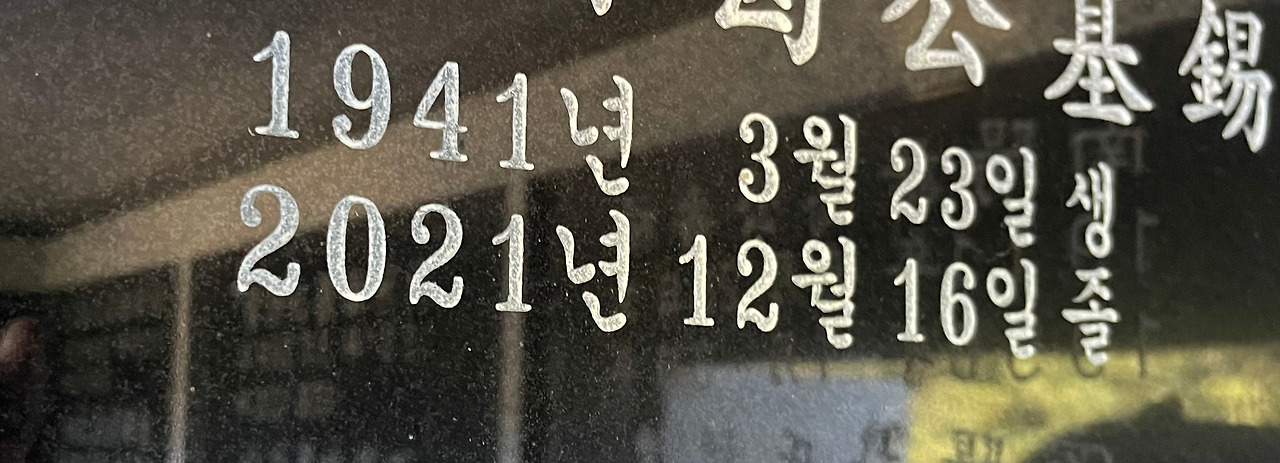 公基錫
1941년 3월 23일 생
2021년 12월 16일 졸